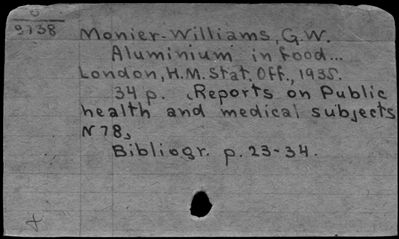 9738
Monier-Williams, G.W.
Aluminium in food...
London, H.M. Stat. Off., 1935.
34 p. (Reports on Public
health and medical subjects
N 78)
Bibliogr. p. 23-34.